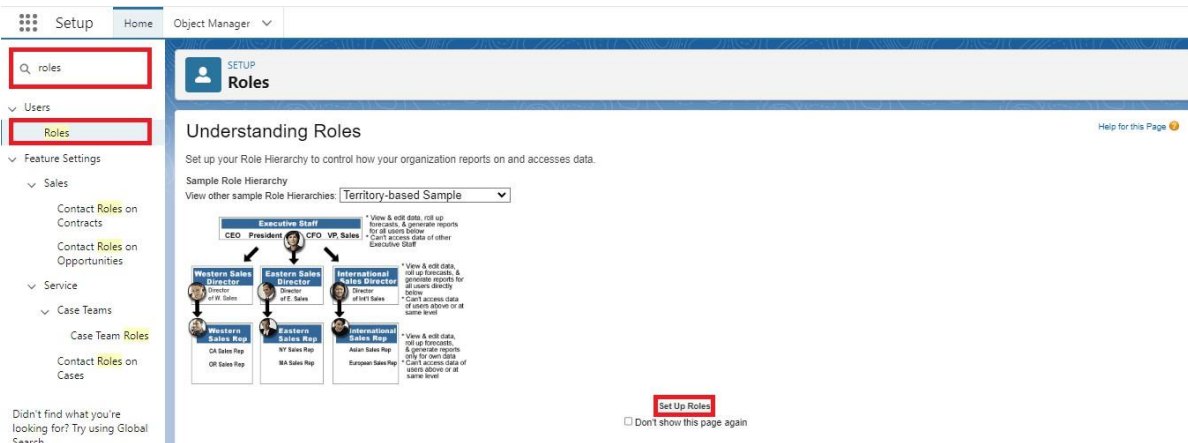 Setup Home Object Manager
roles
Users
Roles
Feature Settings
Sales
Contact Roles on
Contracts
Contact Roles on
Opportunities
Service
Case Teams
Case Team Roles
Contact Roles on
Cases
Didn't find what you're
looking for? Try using Global
Search
SETUP
Roles
Understanding Roles
Help for this Page
Set up your Role Hierarchy to control how your organization reports on and accesses data.
Sample Role Hierarchy
View other sample Role Hierarchies: Territory-based Sample
Executive Staff
CEO President CFO VP, Sales
* View & edit data, roll up
forecasts, & generate reports
for all users below
* Can't access data of other
Executive Staff
Western Sales
Director
Director
of W. Sales
Eastern Sales
Director
Director
of E. Sales
International
Sales Director
Director
of Int'l Sales
* View & edit data,
roll up forecasts, &
generate reports for
all users directly
below
* Can't access data
of users above or at
same level
Western
Sales Rep
CA Sales Rep
OR Sales Rep
Eastern
Sales Rep
NY Sales Rep
MA Sales Rep
International
Sales Rep
Asian Sales Rep
European Sales Rep
* View & edit data,
roll up forecasts,
& generate reports
only for own data
* Can't access data of
users above or at
same level
Set Up Roles
Don't show this page again